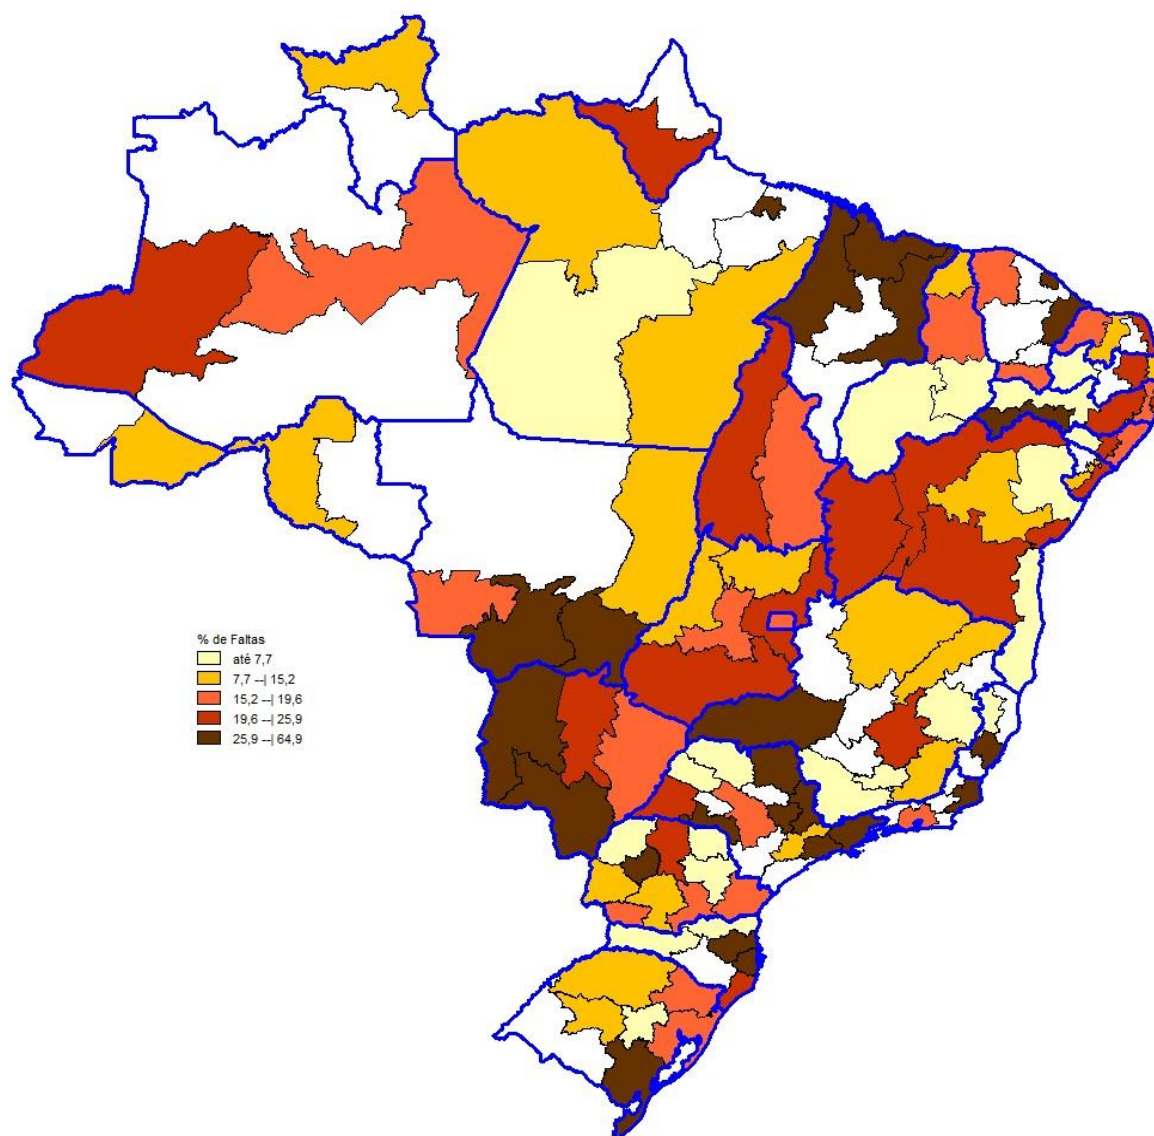 % de Faltas
até 7,7
7,7 --| 15,2
15,2 --| 19,6
19,6 --| 25,9
25,9 --| 64,9